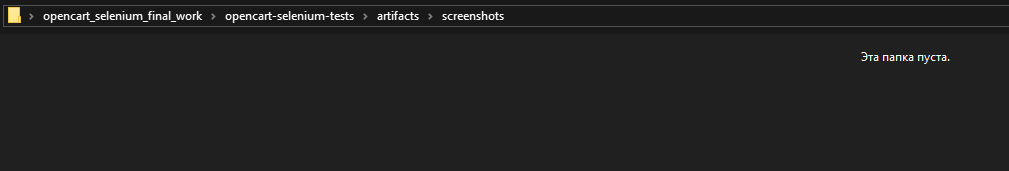 opencart_selenium_final_work > opencart-selenium-tests > artifacts > screenshots
Эта папка пуста.